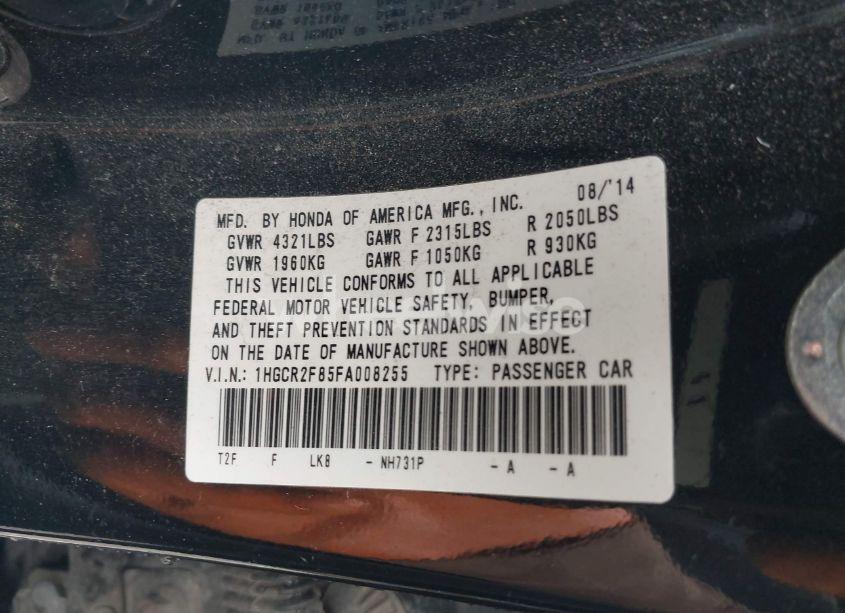 MFD. BY HONDA OF AMERICA MFG., INC. 08/'14
GVWR 4321LBS GAWR F 2315LBS R 2050LBS
GVWR 1960KG GAWR F 1050KG R 930KG
THIS VEHICLE CONFORMS TO ALL APPLICABLE
FEDERAL MOTOR VEHICLE SAFETY, BUMPER,
AND THEFT PREVENTION STANDARDS IN EFFECT
ON THE DATE OF MANUFACTURE SHOWN ABOVE.
V.I.N.: 1HGCR2F85FA008255 TYPE: PASSENGER CAR
T2F F LK8 - NH731P - A - A